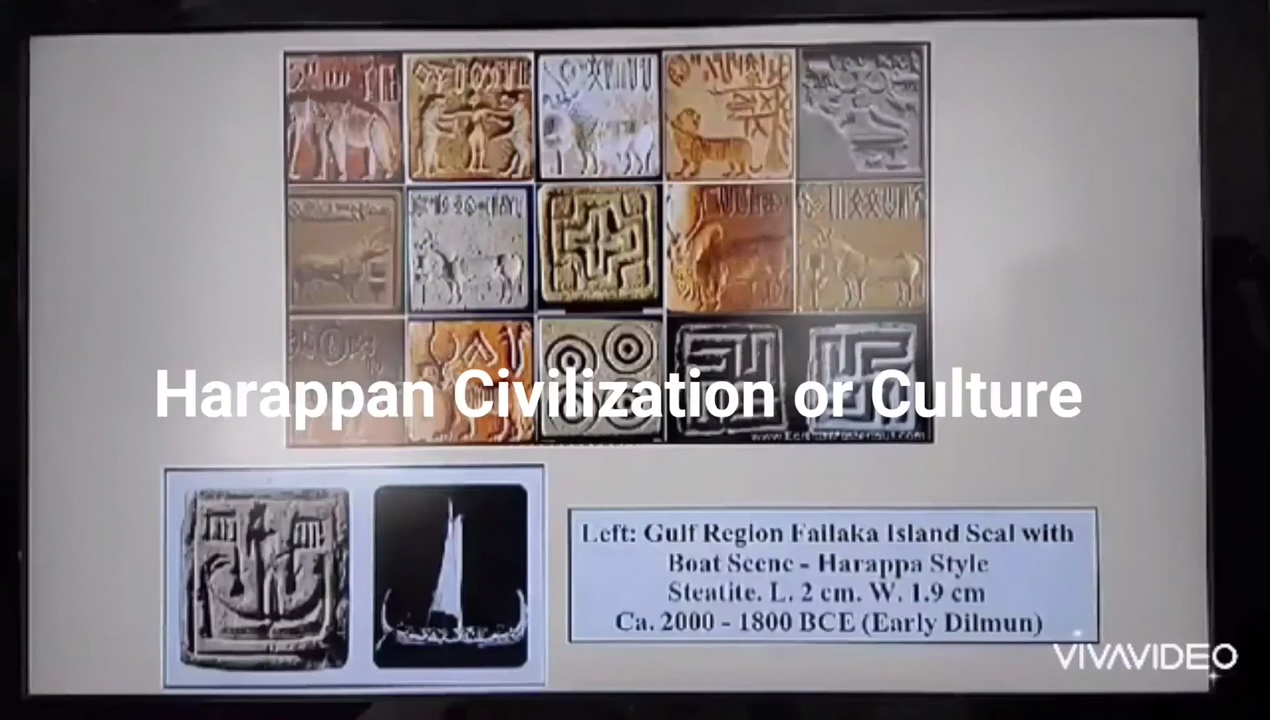 Harappan Civilization or Culture
Left: Gulf Region Failaka Island Seal with
Boat Scene - Harappa Style
Steatite. L. 2 cm. W. 1.9 cm
Ca. 2000 - 1800 BCE (Early Dilmun)
VIVAVIDEO